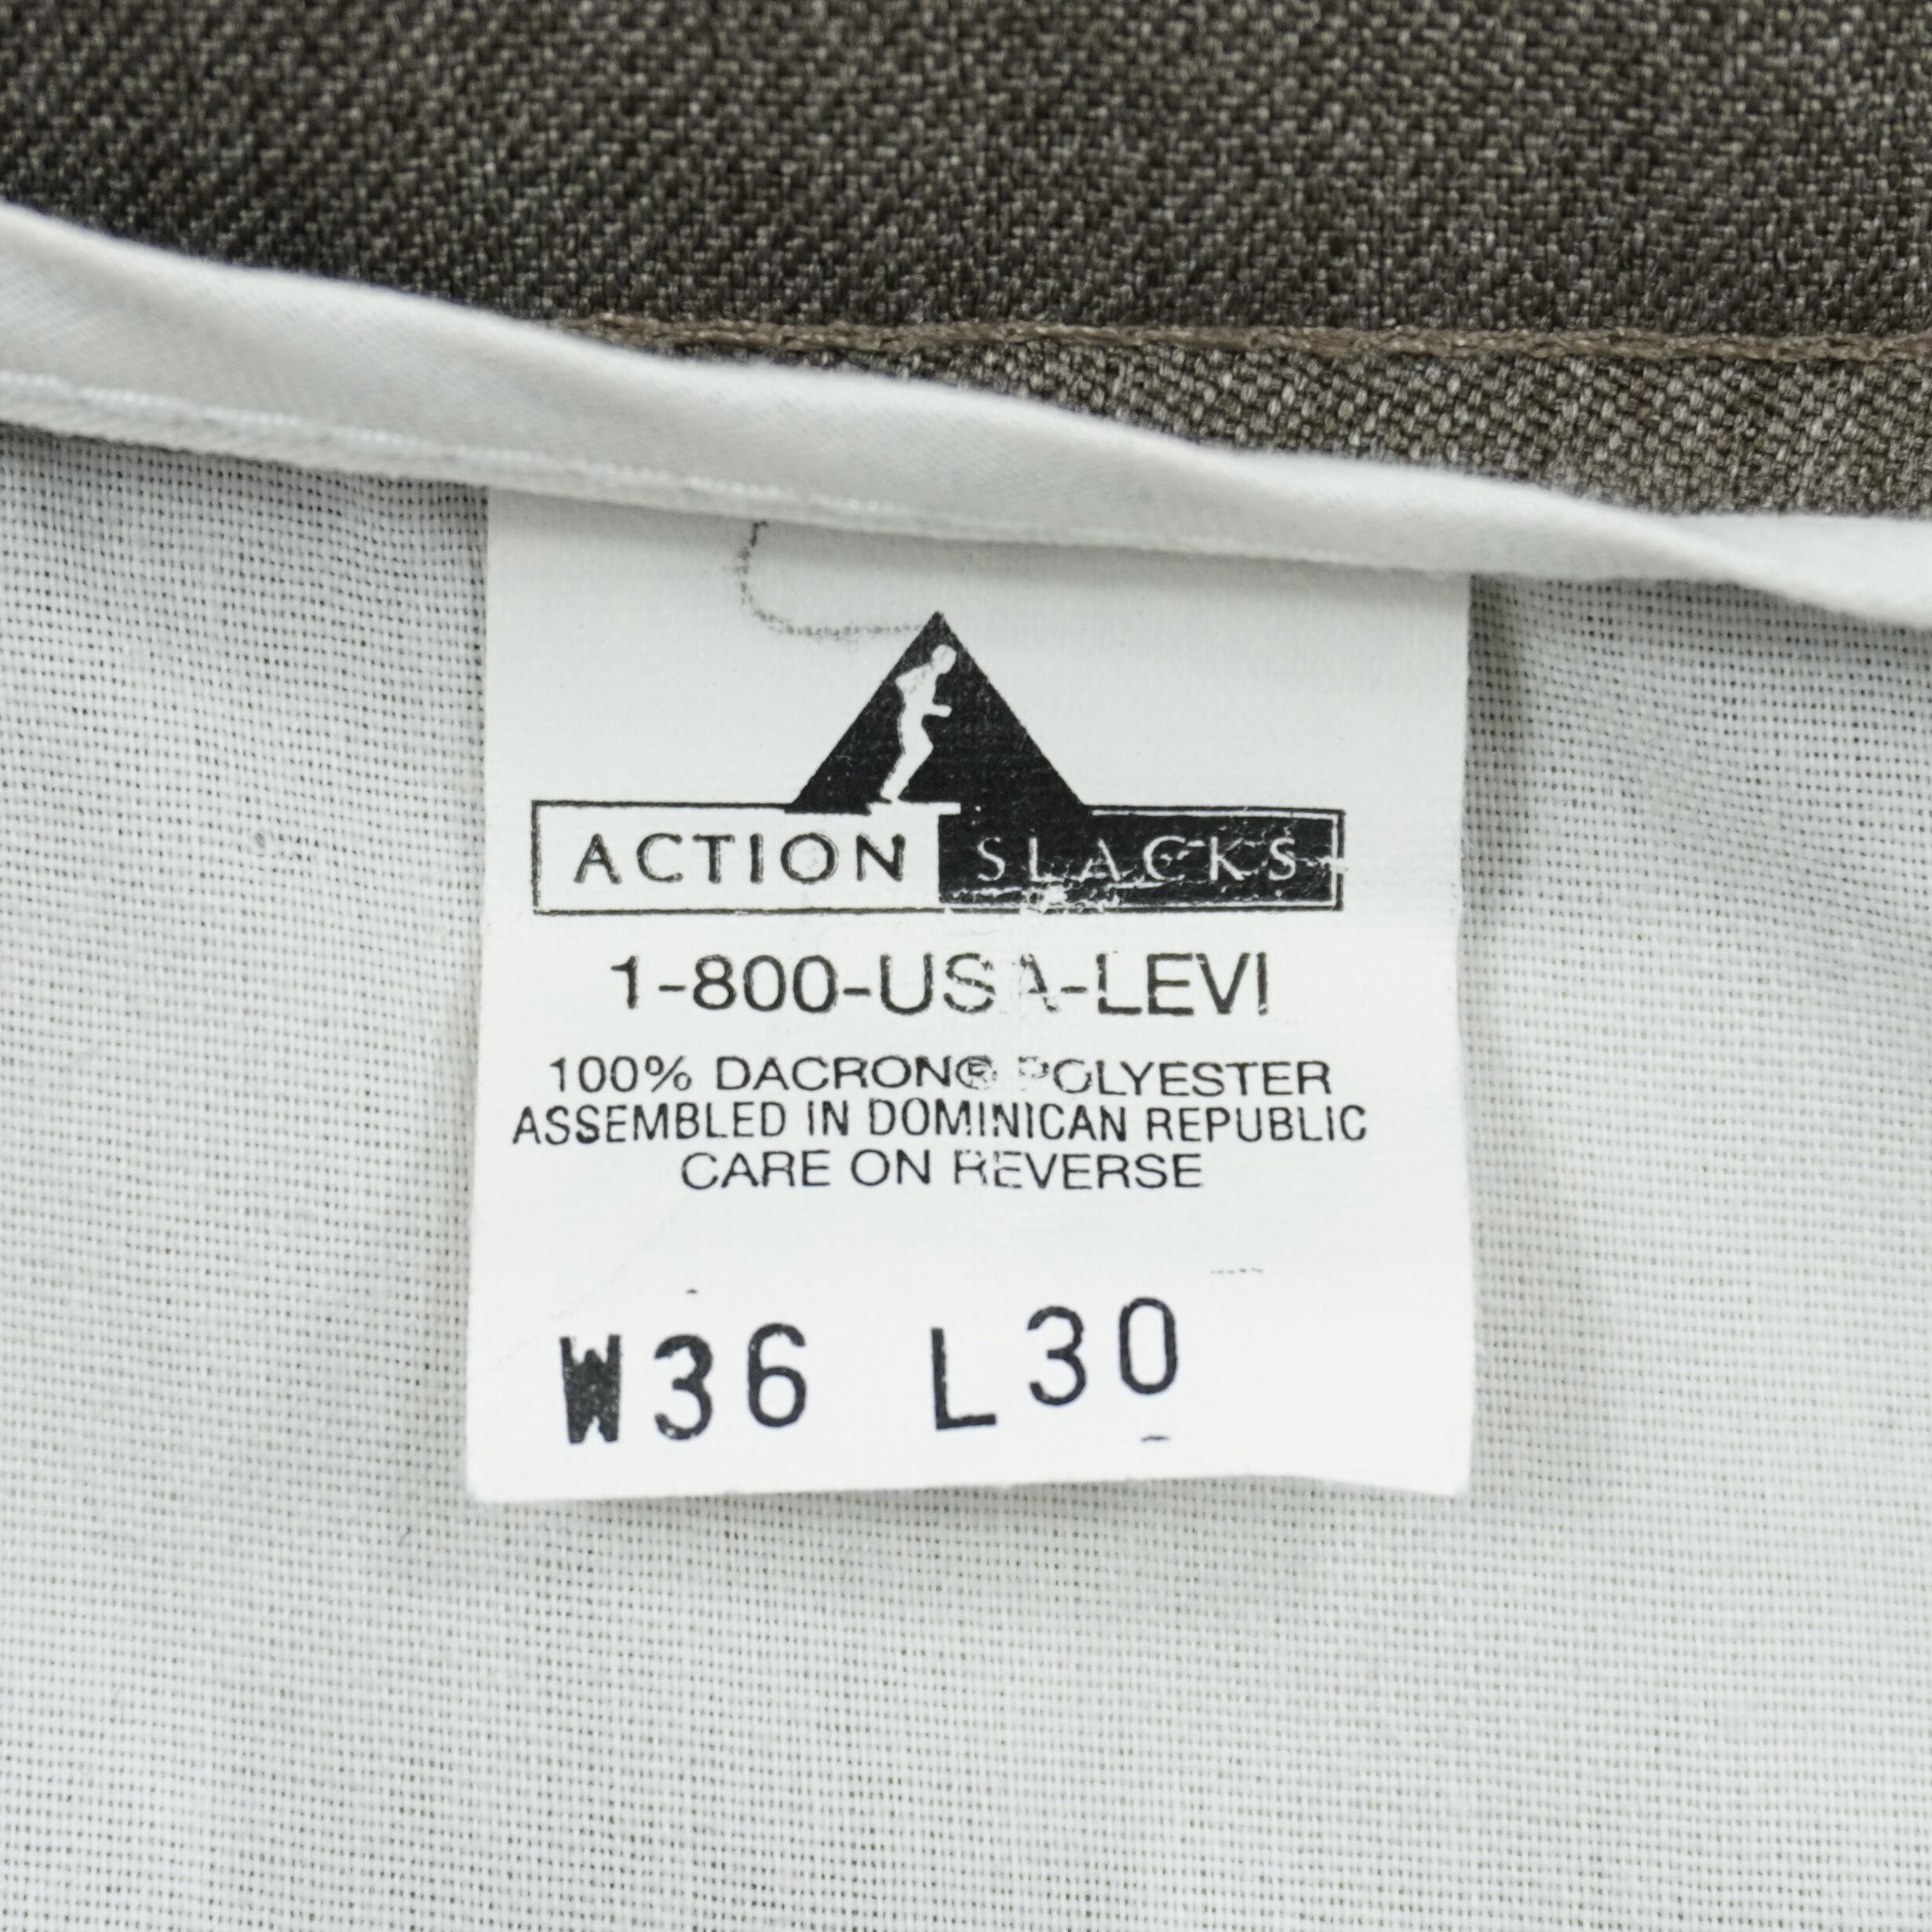 ACTION SLACKS
1-800-USA-LEVI
100% DACRON® POLYESTER
ASSEMBLED IN DOMINICAN REPUBLIC
CARE ON REVERSE
W36 L30